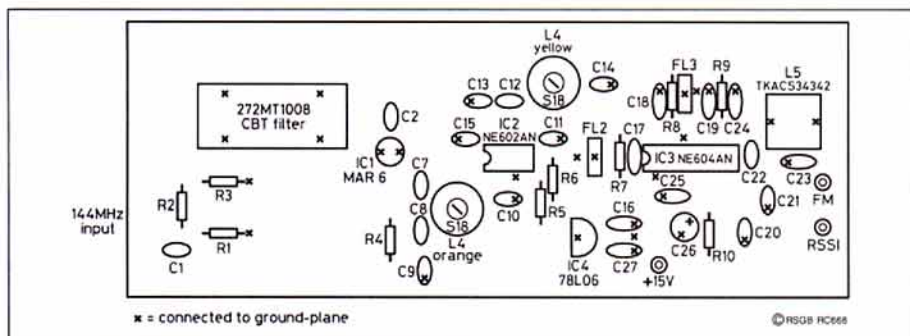 L4
yellow
S18
C14
C13
C12
C18
R8
FL3
R9
C19
C24
L5
TKACS34342
272MT1008
CBT filter
C2
C15
IC2
NE602AN
C11
FL2
C17
R7
IC3 NE604AN
C22
C23
IC1
MAR 6
C7
R3
R2
144MHz
input
R1
C1
C8
S18
L4
orange
R4
C9
C10
R5
R6
C25
C16
C26
+
R10
C20
C21
FM
RSSI
IC4
78L06
C27
+15V
x = connected to ground-plane
© RSGB RC666